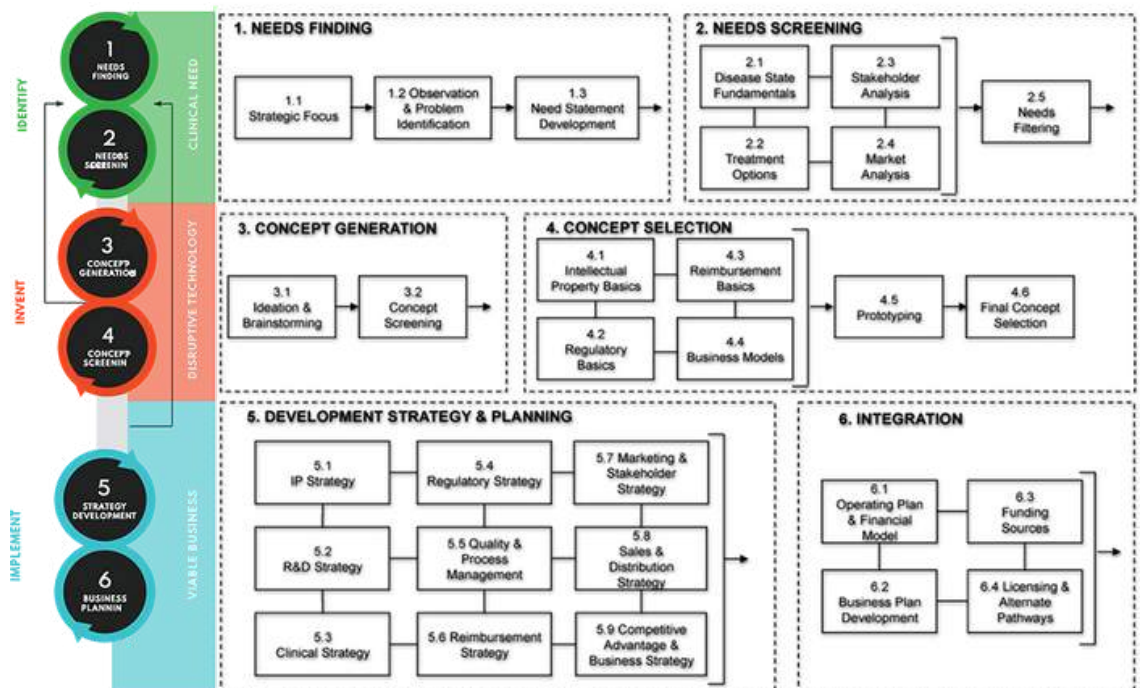 IDENTIFY
INVENT
IMPLEMENT
1
NEEDS
FINDING
2
3
4
5
STRATEGY
DEVELOPMENT
6
BUSINESS
PLANNIN
CLINICAL NEED
DISRUPTIVE TECHNOLOGY
VIABLE BUSINESS
1. NEEDS FINDING
1.1
Strategic Focus
1.2 Observation
& Problem
Identification
1.3
Need Statement
Development
2. NEEDS SCREENING
2.1
Disease State
Fundamentals
2.3
Stakeholder
Analysis
2.2
Treatment
Options
2.4
Market
Analysis
2.5
Needs
Filtering
3. CONCEPT GENERATION
3.1
Ideation &
Brainstorming
3.2
Concept
Screening
4. CONCEPT SELECTION
4.1
Intellectual
Property Basics
4.3
Reimbursement
Basics
4.2
Regulatory
Basics
4.4
Business Models
4.5
Prototyping
4.6
Final Concept
Selection
5. DEVELOPMENT STRATEGY & PLANNING
5.1
IP Strategy
5.4
Regulatory Strategy
5.7 Marketing &
Stakeholder
Strategy
5.2
R&D Strategy
5.5 Quality &
Process
Management
5.8
Sales &
Distribution
Strategy
5.3
Clinical Strategy
5.6 Reimbursement
Strategy
5.9 Competitive
Advantage &
Business Strategy
6. INTEGRATION
6.1
Operating Plan
& Financial
Model
6.3
Funding
Sources
6.2
Business Plan
Development
6.4 Licensing &
Alternate
Pathways